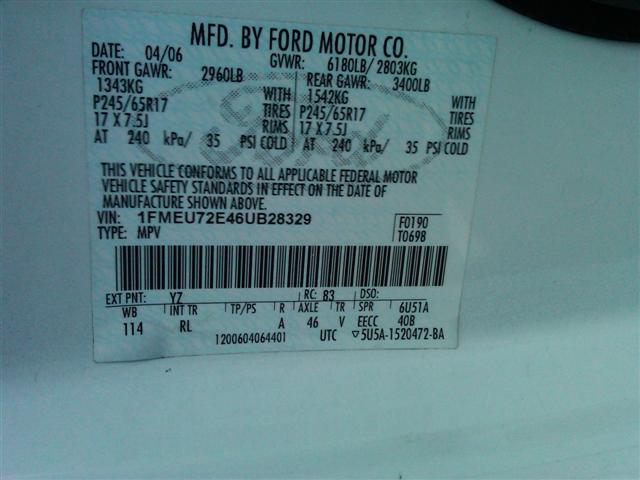 MFD. BY FORD MOTOR CO.
DATE: 04/06 GVWR: 6180LB/ 2803KG
FRONT GAWR: 2960LB REAR GAWR: 3400LB
1343KG WITH 1542KG WITH
P245/65R17 TIRES P245/65R17 TIRES
17 X 7.5J RIMS 17 X 7.5J RIMS
AT 240 kPa/ 35 PSI COLD AT 240 kPa/ 35 PSI COLD
THIS VEHICLE CONFORMS TO ALL APPLICABLE FEDERAL MOTOR
VEHICLE SAFETY STANDARDS IN EFFECT ON THE DATE OF
MANUFACTURE SHOWN ABOVE.
VIN: 1FMEU72E46UB28329 F0190
TYPE: MPV T0698
EXT PNT: YZ RC: 83 DSO:
WB INT TR TP/PS R AXLE TR SPR 6U51A
114 RL A 46 V EECC 40B
1200604064401 UTC ▽5U5A-1520472-BA